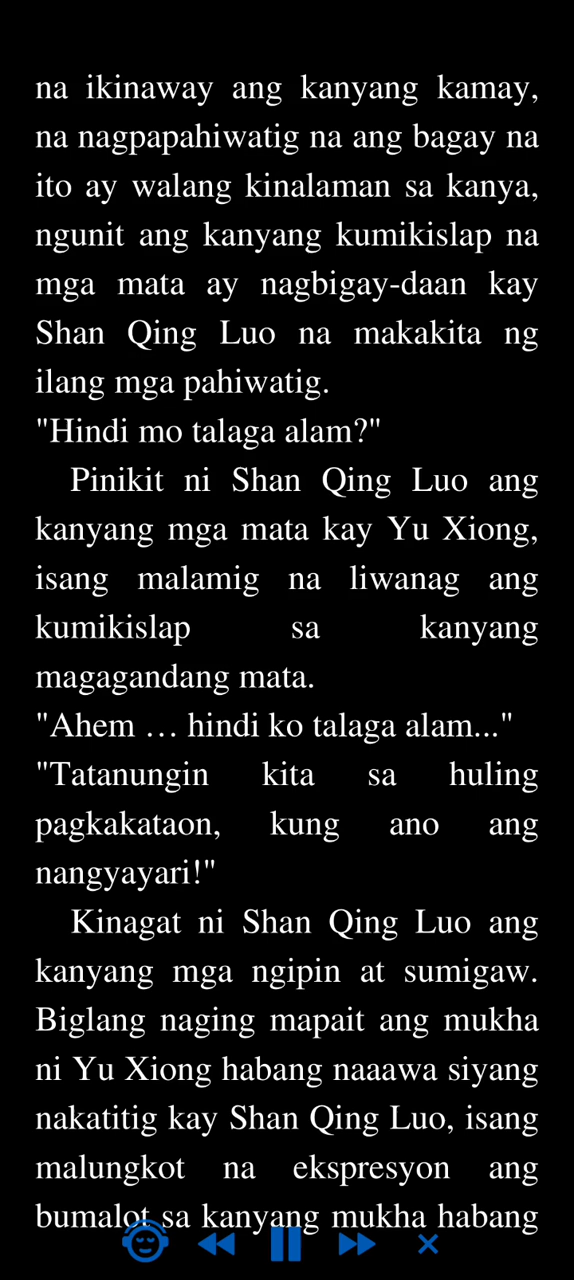 na ikinaway ang kanyang kamay,
na nagpapahiwatig na ang bagay na
ito ay walang kinalaman sa kanya,
ngunit ang kanyang kumikislap na
mga mata ay nagbigay-daan kay
Shan Qing Luo na makakita ng
ilang mga pahiwatig.
"Hindi mo talaga alam?"
Pinikit ni Shan Qing Luo ang
kanyang mga mata kay Yu Xiong,
isang malamig na liwanag ang
kumikislap sa kanyang
magagandang mata.
"Ahem … hindi ko talaga alam..."
"Tatanungin kita sa huling
pagkakataon, kung ano ang
nangyayari!"
Kinagat ni Shan Qing Luo ang
kanyang mga ngipin at sumigaw.
Biglang naging mapait ang mukha
ni Yu Xiong habang naaawa siyang
nakatitig kay Shan Qing Luo, isang
malungkot na ekspresyon ang
bumalot sa kanyang mukha habang